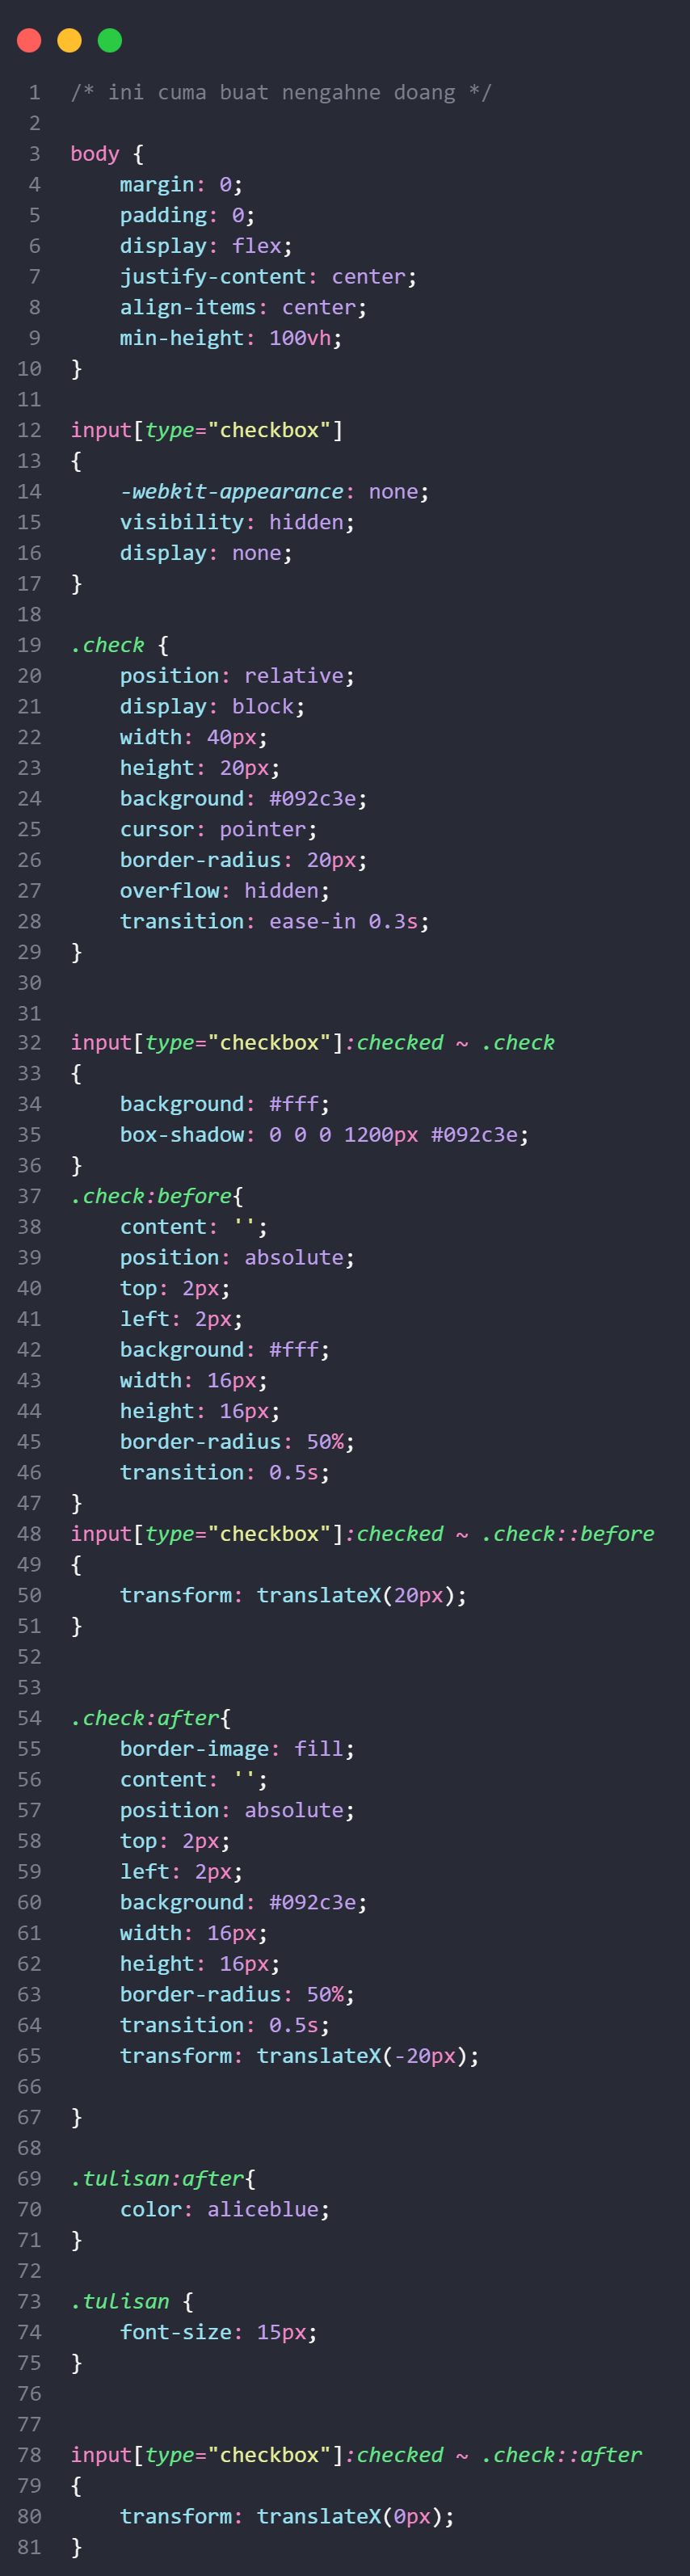 1 /* ini cuma buat nengahne doang */
2
3 body {
4     margin: 0;
5     padding: 0;
6     display: flex;
7     justify-content: center;
8     align-items: center;
9     min-height: 100vh;
10 }
11
12 input[type="checkbox"]
13 {
14     -webkit-appearance: none;
15     visibility: hidden;
16     display: none;
17 }
18
19 .check {
20     position: relative;
21     display: block;
22     width: 40px;
23     height: 20px;
24     background: #092c3e;
25     cursor: pointer;
26     border-radius: 20px;
27     overflow: hidden;
28     transition: ease-in 0.3s;
29 }
30
31
32 input[type="checkbox"]:checked ~ .check
33 {
34     background: #fff;
35     box-shadow: 0 0 0 1200px #092c3e;
36 }
37 .check:before{
38     content: '';
39     position: absolute;
40     top: 2px;
41     left: 2px;
42     background: #fff;
43     width: 16px;
44     height: 16px;
45     border-radius: 50%;
46     transition: 0.5s;
47 }
48 input[type="checkbox"]:checked ~ .check::before
49 {
50     transform: translateX(20px);
51 }
52
53
54 .check:after{
55     border-image: fill;
56     content: '';
57     position: absolute;
58     top: 2px;
59     left: 2px;
60     background: #092c3e;
61     width: 16px;
62     height: 16px;
63     border-radius: 50%;
64     transition: 0.5s;
65     transform: translateX(-20px);
66
67 }
68
69 .tulisan:after{
70     color: aliceblue;
71 }
72
73 .tulisan {
74     font-size: 15px;
75 }
76
77
78 input[type="checkbox"]:checked ~ .check::after
79 {
80     transform: translateX(0px);
81 }